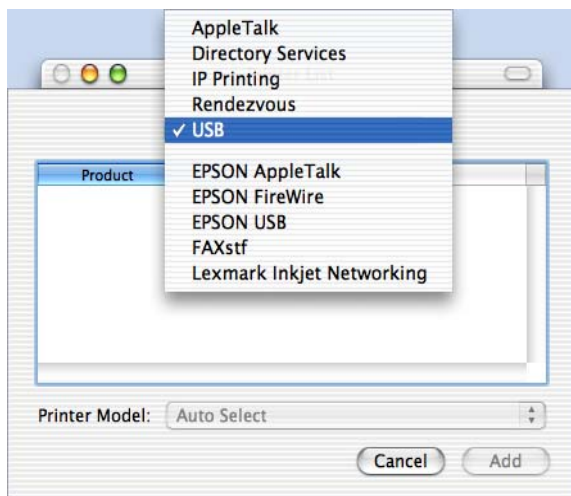 AppleTalk
Directory Services
IP Printing
Rendezvous
✓ USB
EPSON AppleTalk
EPSON FireWire
EPSON USB
FAXstf
Lexmark Inkjet Networking
Product
Printer Model: Auto Select
Cancel Add